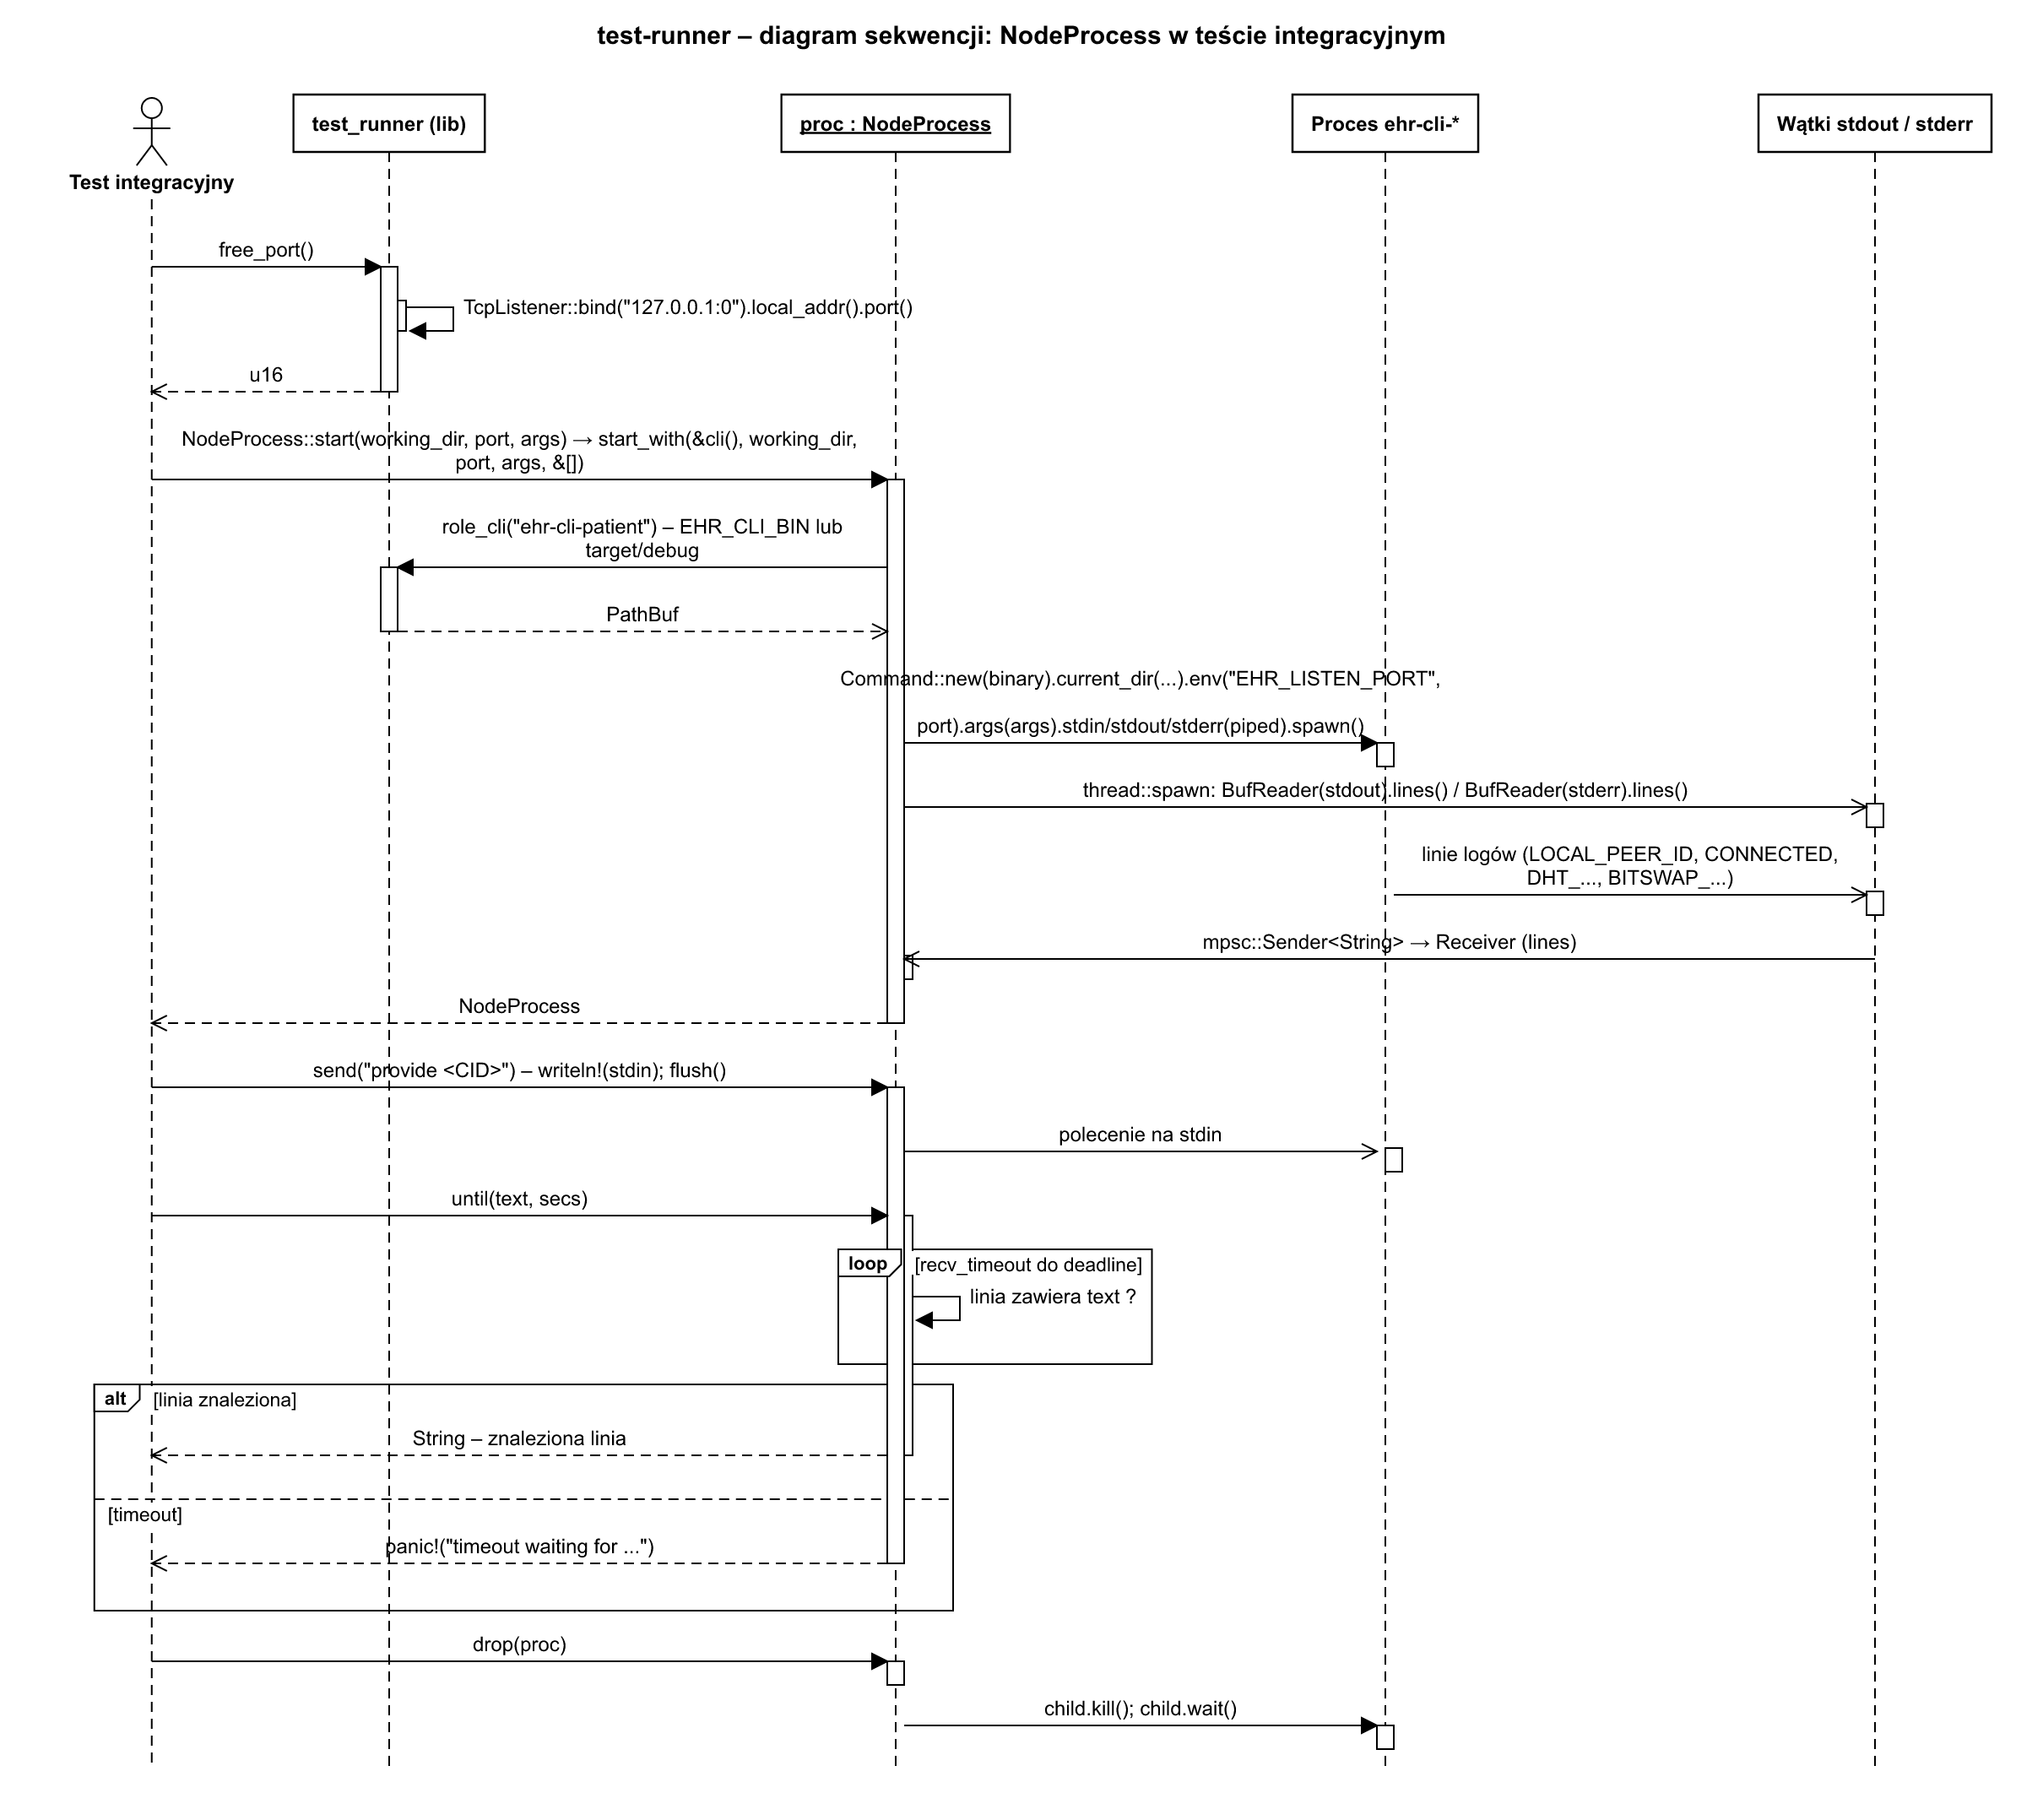 test-runner – diagram sekwencji: NodeProcess w teście integracyjnym
test_runner (lib)
proc : NodeProcess
Proces ehr-cli-*
Wątki stdout / stderr
Test integracyjny
free_port()
TcpListener::bind("127.0.0.1:0").local_addr().port()
u16
NodeProcess::start(working_dir, port, args) → start_with(&cli(), working_dir,
port, args, &[])
role_cli("ehr-cli-patient") – EHR_CLI_BIN lub
target/debug
PathBuf
Command::new(binary).current_dir(...).env("EHR_LISTEN_PORT",
port).args(args).stdin/stdout/stderr(piped).spawn()
thread::spawn: BufReader(stdout).lines() / BufReader(stderr).lines()
linie logów (LOCAL_PEER_ID, CONNECTED,
DHT_..., BITSWAP_...)
mpsc::Sender<String> → Receiver (lines)
NodeProcess
send("provide <CID>") – writeln!(stdin); flush()
polecenie na stdin
until(text, secs)
loop
[recv_timeout do deadline]
linia zawiera text ?
alt
[linia znaleziona]
String – znaleziona linia
[timeout]
panic!("timeout waiting for ...")
drop(proc)
child.kill(); child.wait()